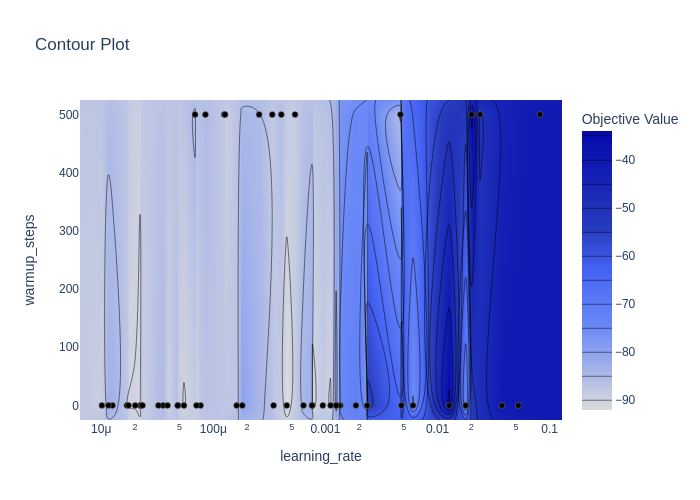 Contour Plot
Objective Value
500
400
300
200
100
0
warmup_steps
−40
−50
−60
−70
−80
−90
10μ 2 5 100μ 2 5 0.001 2 5 0.01 2 5 0.1
learning_rate